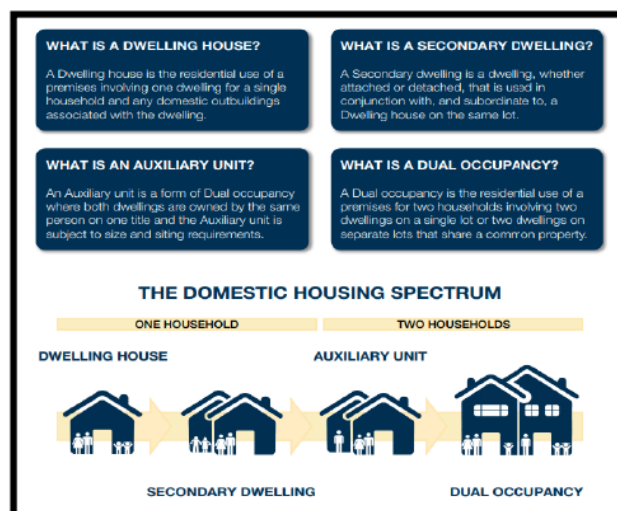 WHAT IS A DWELLING HOUSE?
A Dwelling house is the residential use of a
premises involving one dwelling for a single
household and any domestic outbuildings
associated with the dwelling.
WHAT IS A SECONDARY DWELLING?
A Secondary dwelling is a dwelling, whether
attached or detached, that is used in
conjunction with, and subordinate to, a
Dwelling house on the same lot.
WHAT IS AN AUXILIARY UNIT?
An Auxiliary unit is a form of Dual occupancy
where both dwellings are owned by the same
person on one title and the Auxiliary unit is
subject to size and siting requirements.
WHAT IS A DUAL OCCUPANCY?
A Dual occupancy is the residential use of a
premises for two households involving two
dwellings on a single lot or two dwellings on
separate lots that share a common property.
THE DOMESTIC HOUSING SPECTRUM
ONE HOUSEHOLD
TWO HOUSEHOLDS
DWELLING HOUSE
AUXILIARY UNIT
SECONDARY DWELLING
DUAL OCCUPANCY